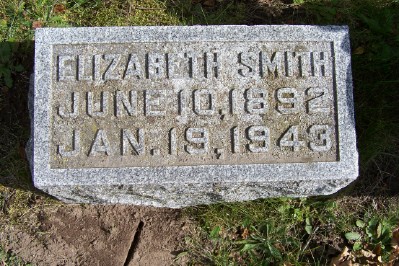 ELIZABETH SMITH
JUNE 10, 1892
JAN. 19, 1943